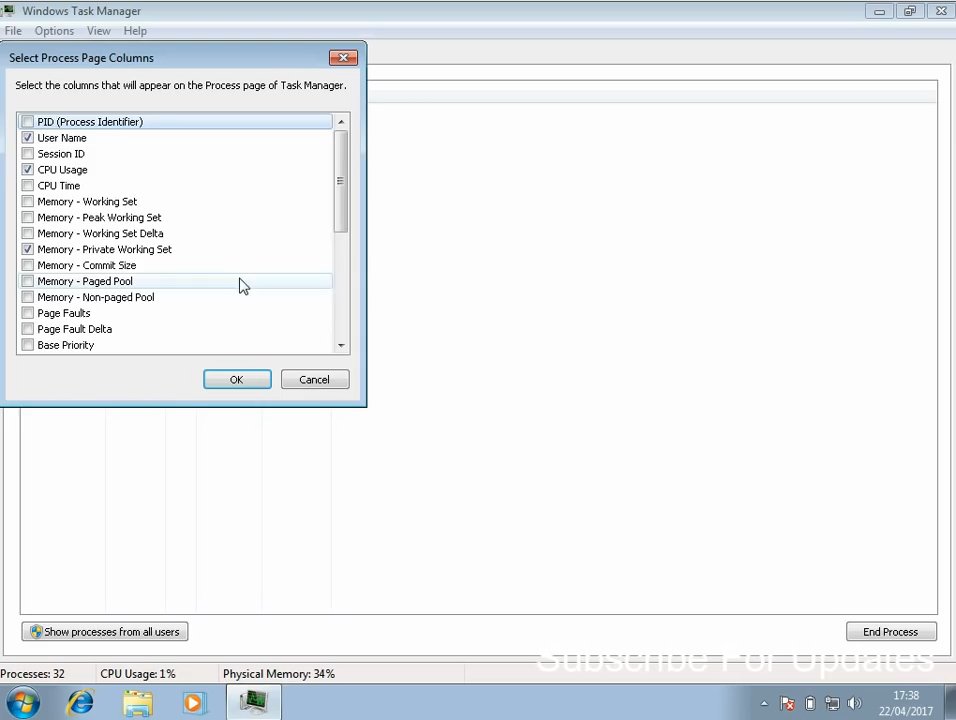 Windows Task Manager
File Options View Help
Select Process Page Columns
Select the columns that will appear on the Process page of Task Manager.
PID (Process Identifier)
User Name
Session ID
CPU Usage
CPU Time
Memory - Working Set
Memory - Peak Working Set
Memory - Working Set Delta
Memory - Private Working Set
Memory - Commit Size
Memory - Paged Pool
Memory - Non-paged Pool
Page Faults
Page Fault Delta
Base Priority
OK Cancel
Show processes from all users End Process
Subscribe For Updates
Processes: 32 CPU Usage: 1% Physical Memory: 34%
17:38
22/04/2017